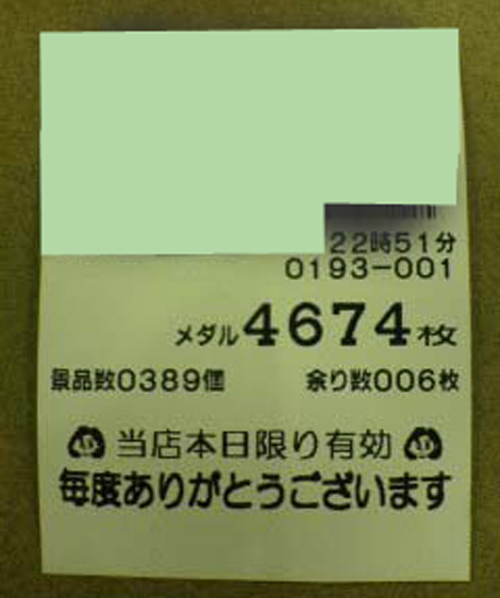 22時51分
0193-001
メダル4674枚
景品数0389個 余り数006枚
当店本日限り有効
毎度ありがとうございます